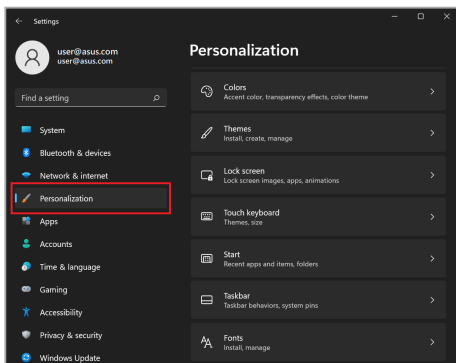 Settings
user@asus.com
user@asus.com
Find a setting
System
Bluetooth & devices
Network & internet
Personalization
Apps
Accounts
Time & language
Gaming
Accessibility
Privacy & security
Windows Update
Personalization
Colors
Accent color, transparency effects, color theme
Themes
Install, create, manage
Lock screen
Lock screen images, apps, animations
Touch keyboard
Themes, size
Start
Recent apps and items, folders
Taskbar
Taskbar behaviors, system pins
Fonts
Install, manage